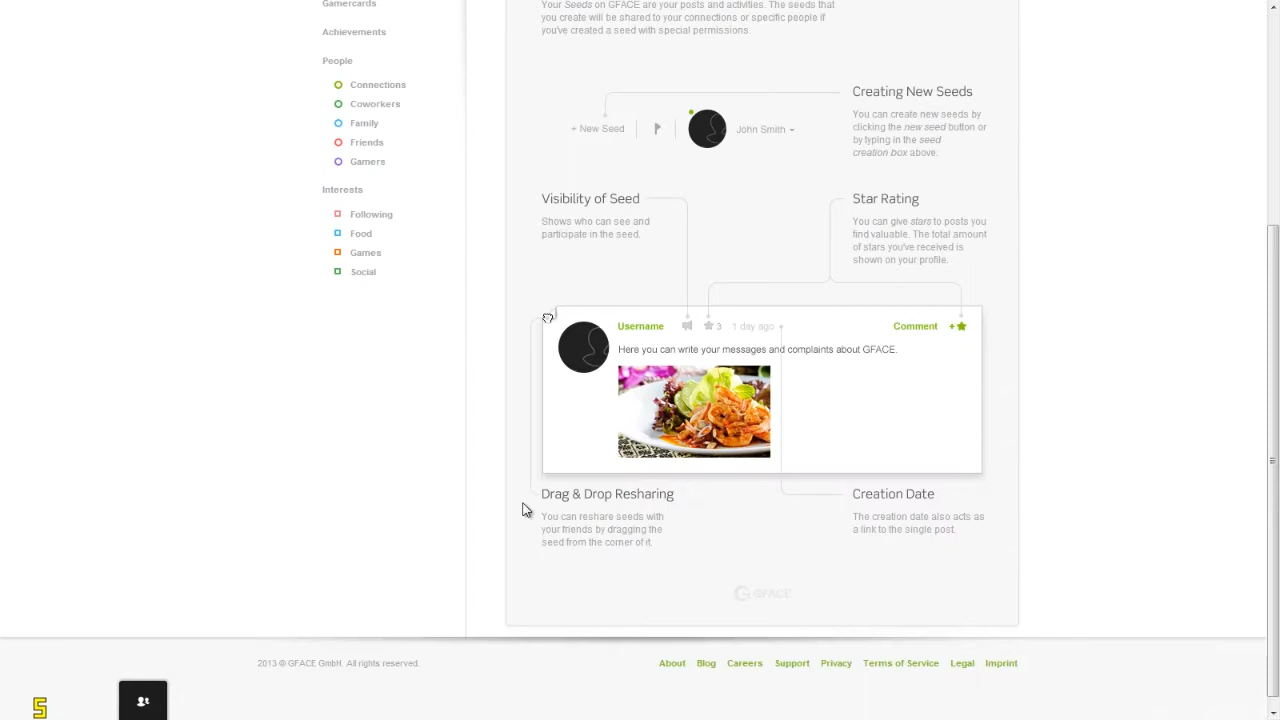 Gamercards
Achievements
People
Connections
Coworkers
Family
Friends
Gamers
Interests
Following
Food
Games
Social
Your Seeds on GFACE are your posts and activities. The seeds that
you create will be shared to your connections or specific people if
you've created a seed with special permissions.
Creating New Seeds
You can create new seeds by
clicking the new seed button or
by typing in the seed
creation box above.
+ New Seed
John Smith
Visibility of Seed
Shows who can see and
participate in the seed.
Star Rating
You can give stars to posts you
find valuable. The total amount
of stars you've received is
shown on your profile.
Username 3 1 day ago Comment +
Here you can write your messages and complaints about GFACE.
Drag & Drop Resharing
You can reshare seeds with
your friends by dragging the
seed from the corner of it.
Creation Date
The creation date also acts as
a link to the single post.
GFACE
2013 © GFACE GmbH. All rights reserved.
About Blog Careers Support Privacy Terms of Service Legal Imprint
S